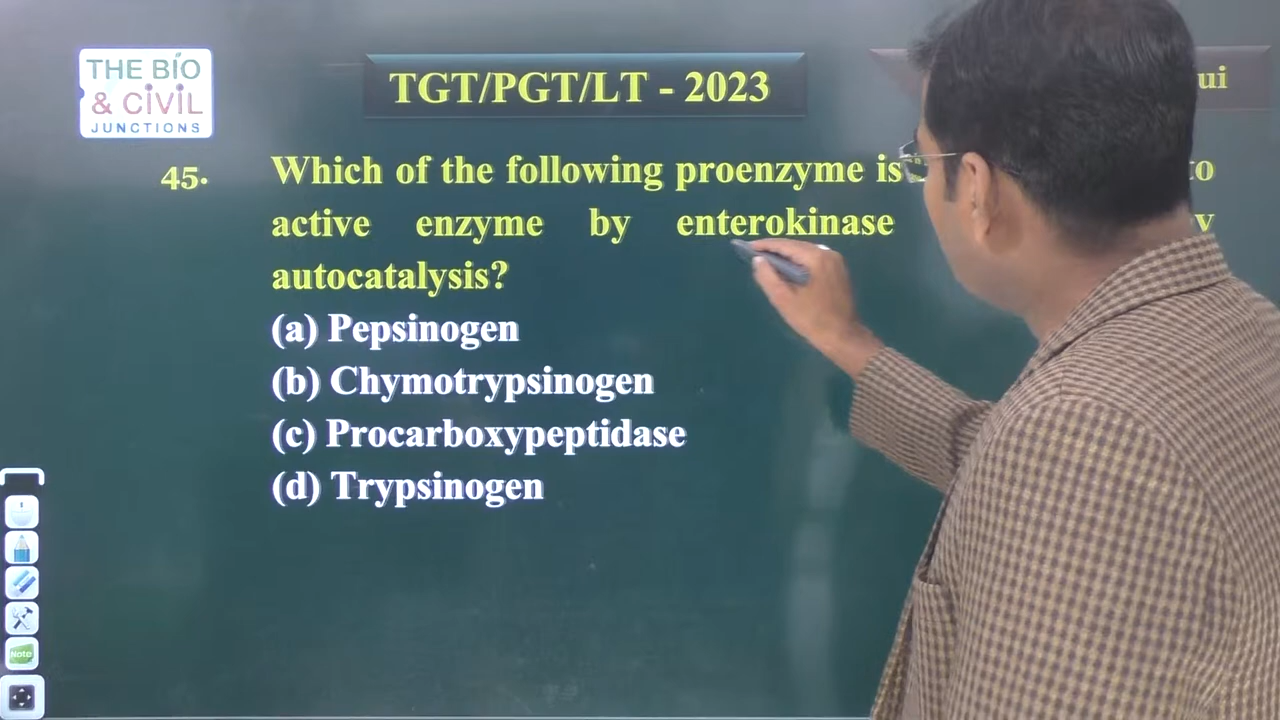 THE BIO
& CIVIL
JUNCTIONS
TGT/PGT/LT - 2023
ui
45. Which of the following proenzyme is to
active enzyme by enterokinase
autocatalysis?
(a) Pepsinogen
(b) Chymotrypsinogen
(c) Procarboxypeptidase
(d) Trypsinogen
Note